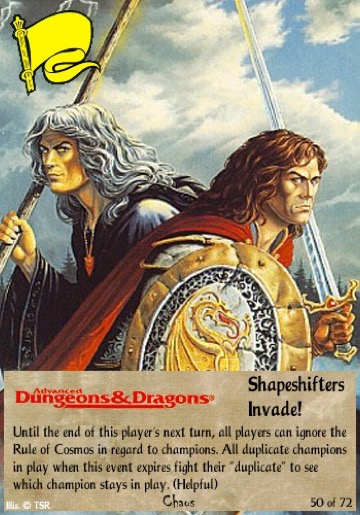 Advanced
Dungeons & Dragons®
Shapeshifters
Invade!
Until the end of this player's next turn, all players can ignore the
Rule of Cosmos in regard to champions. All duplicate champions
in play when this event expires fight their "duplicate" to see
which champion stays in play. (Helpful)
Illis. © TSR
Chaos
50 of 72